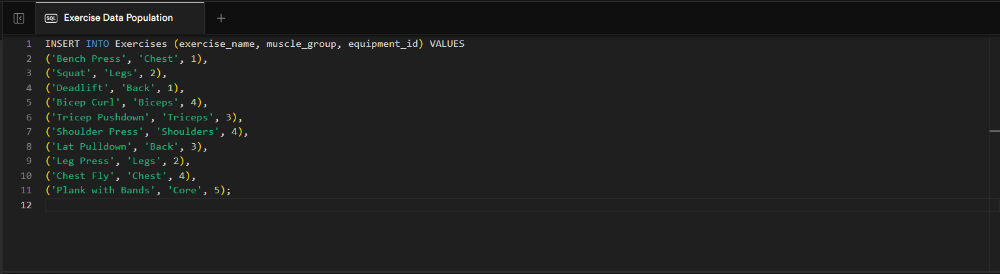 SQL Exercise Data Population +
1 INSERT INTO Exercises (exercise_name, muscle_group, equipment_id) VALUES
2 ('Bench Press', 'Chest', 1),
3 ('Squat', 'Legs', 2),
4 ('Deadlift', 'Back', 1),
5 ('Bicep Curl', 'Biceps', 4),
6 ('Tricep Pushdown', 'Triceps', 3),
7 ('Shoulder Press', 'Shoulders', 4),
8 ('Lat Pulldown', 'Back', 3),
9 ('Leg Press', 'Legs', 2),
10 ('Chest Fly', 'Chest', 4),
11 ('Plank with Bands', 'Core', 5);
12